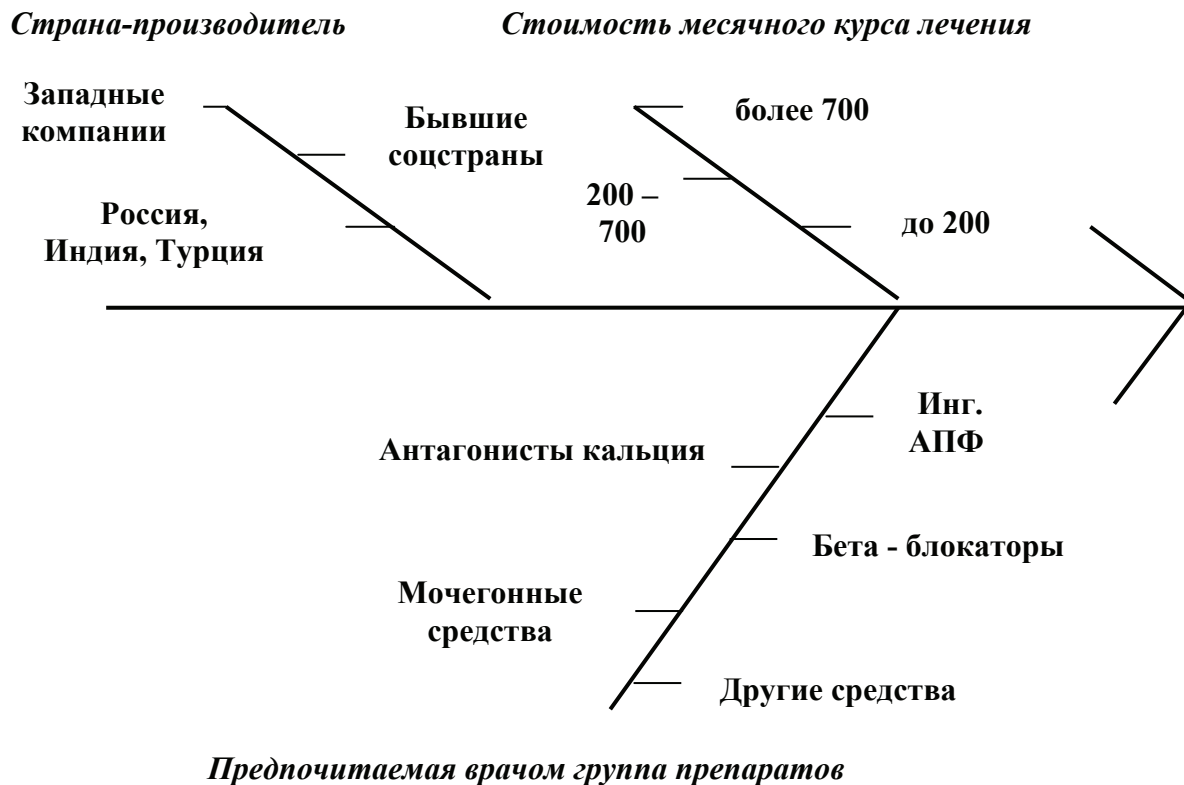 Страна-производитель
Стоимость месячного курса лечения
Западные
компании
Бывшие
соцстраны
Россия,
Индия, Турция
более 700
200 –
700
до 200
Инг.
АПФ
Антагонисты кальция
Бета - блокаторы
Мочегонные
средства
Другие средства
Предпочитаемая врачом группа препаратов